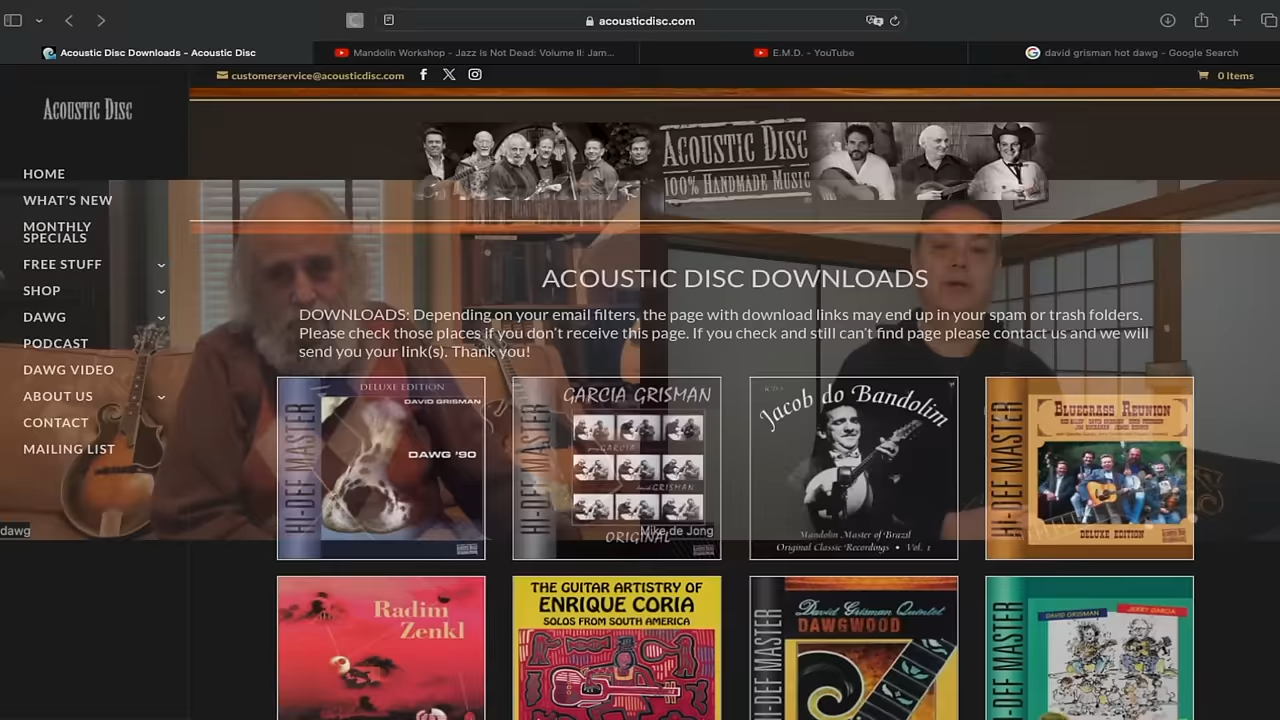 acousticdisc.com
Acoustic Disc Downloads - Acoustic Disc
Mandolin Workshop - Jazz Is Not Dead: Volume II: Jam...
E.M.D. - YouTube
david grisman hot dawg - Google Search
customerservice@acousticdisc.com
0 Items
ACOUSTIC DISC
ACOUSTIC DISC
100% HANDMADE MUSIC
HOME
WHAT'S NEW
MONTHLY
SPECIALS
FREE STUFF
SHOP
DAWG
PODCAST
DAWG VIDEO
ABOUT US
CONTACT
MAILING LIST
ACOUSTIC DISC DOWNLOADS
DOWNLOADS: Depending on your email filters, the page with download links may end up in your spam or trash folders.
Please check those places if you don't receive this page. If you check and still can't find page please contact us and we will
send you your link(s). Thank you!
DELUXE EDITION
DAVID GRISMAN
DAWG '90
HI-DEF MASTER
GARCIA GRISMAN
HI-DEF MASTER
ORIGINAL
Jacob do Bandolim
Mandolin Master of Brazil
Original Classic Recordings • Vol. 1
BLUEGRASS REUNION
HI-DEF MASTER
DELUXE EDITION
dawg
Mike de Jong
Radim
Zenkl
THE GUITAR ARTISTRY OF
ENRIQUE CORIA
SOLOS FROM SOUTH AMERICA
David Grisman Quintet
DAWGWOOD
HI-DEF MASTER
DAVID GRISMAN
JERRY GARCIA
HI-DEF MASTER